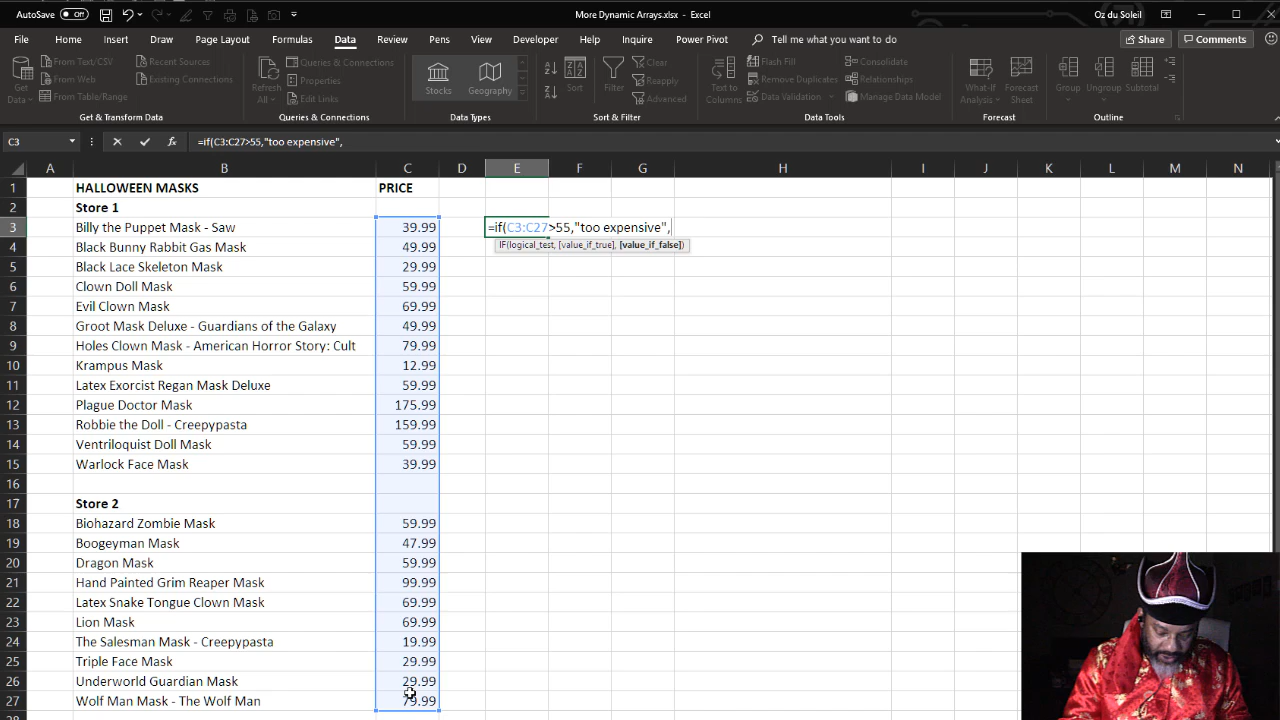 AutoSave Off More Dynamic Arrays.xlsx - Excel Oz du Soleil
File Home Insert Draw Page Layout Formulas Data Review Pens View Developer Help Inquire Power Pivot Tell me what you want to do Share Comments
Get Data
From Text/CSV
From Web
From Table/Range
Recent Sources
Existing Connections
Get & Transform Data
Refresh All
Queries & Connections
Properties
Edit Links
Queries & Connections
Stocks
Geography
Data Types
Sort
Filter
Clear
Reapply
Advanced
Sort & Filter
Text to Columns
Flash Fill
Remove Duplicates
Data Validation
Consolidate
Relationships
Manage Data Model
Data Tools
What-If Analysis
Forecast Sheet
Forecast
Group
Ungroup
Subtotal
Outline
C3 fx =if(C3:C27>55,"too expensive",
A B C D E F G H I J K L M N
1 HALLOWEEN MASKS PRICE
2 Store 1
3 Billy the Puppet Mask - Saw 39.99 =if(C3:C27>55,"too expensive",
IF(logical_test, [value_if_true], [value_if_false])
4 Black Bunny Rabbit Gas Mask 49.99
5 Black Lace Skeleton Mask 29.99
6 Clown Doll Mask 59.99
7 Evil Clown Mask 69.99
8 Groot Mask Deluxe - Guardians of the Galaxy 49.99
9 Holes Clown Mask - American Horror Story: Cult 79.99
10 Krampus Mask 12.99
11 Latex Exorcist Regan Mask Deluxe 59.99
12 Plague Doctor Mask 175.99
13 Robbie the Doll - Creepypasta 159.99
14 Ventriloquist Doll Mask 59.99
15 Warlock Face Mask 39.99
16
17 Store 2
18 Biohazard Zombie Mask 59.99
19 Boogeyman Mask 47.99
20 Dragon Mask 59.99
21 Hand Painted Grim Reaper Mask 99.99
22 Latex Snake Tongue Clown Mask 69.99
23 Lion Mask 69.99
24 The Salesman Mask - Creepypasta 19.99
25 Triple Face Mask 29.99
26 Underworld Guardian Mask 29.99
27 Wolf Man Mask - The Wolf Man 79.99